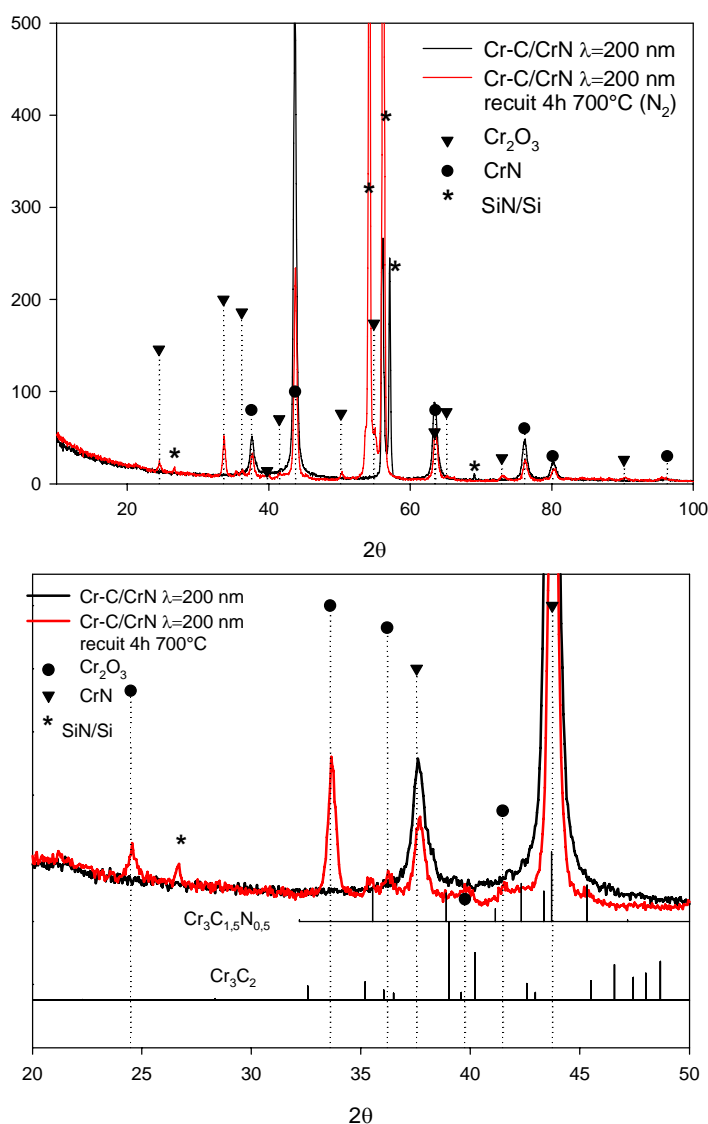 500
400
300
200
100
0
Cr-C/CrN λ=200 nm
Cr-C/CrN λ=200 nm
recuit 4h 700°C (N₂)
Cr₂O₃
CrN
* SiN/Si
*
*
*
*
*
20 40 60 80 100
2θ
Cr-C/CrN λ=200 nm
Cr-C/CrN λ=200 nm
recuit 4h 700°C
Cr₂O₃
CrN
* SiN/Si
*
Cr₃C₁,₅N₀,₅
Cr₃C₂
20 25 30 35 40 45 50
2θ